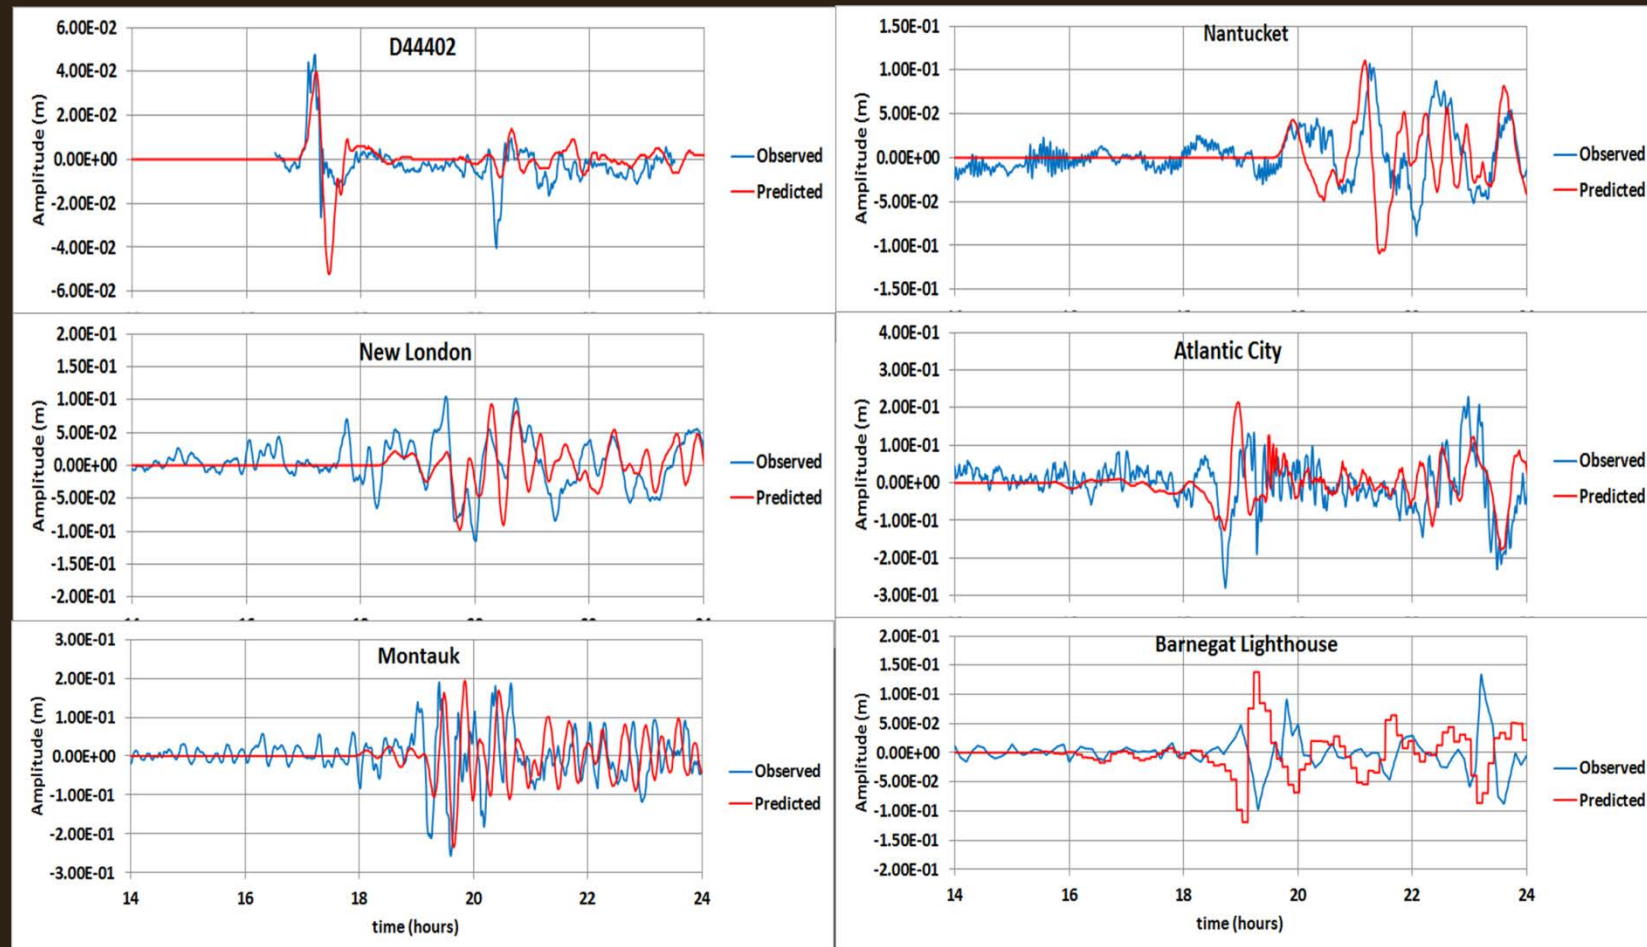 D44402
6.00E-02
4.00E-02
2.00E-02
0.00E+00
-2.00E-02
-4.00E-02
-6.00E-02
Amplitude (m)
Observed
Predicted
Nantucket
1.50E-01
1.00E-01
5.00E-02
0.00E+00
-5.00E-02
-1.00E-01
-1.50E-01
Amplitude (m)
Observed
Predicted
New London
2.00E-01
1.50E-01
1.00E-01
5.00E-02
0.00E+00
-5.00E-02
-1.00E-01
-1.50E-01
-2.00E-01
Amplitude (m)
Observed
Predicted
Atlantic City
4.00E-01
3.00E-01
2.00E-01
1.00E-01
0.00E+00
-1.00E-01
-2.00E-01
-3.00E-01
Amplitude (m)
Observed
Predicted
Montauk
3.00E-01
2.00E-01
1.00E-01
0.00E+00
-1.00E-01
-2.00E-01
-3.00E-01
Amplitude (m)
Observed
Predicted
14 16 18 20 22 24
time (hours)
Barnegat Lighthouse
2.00E-01
1.50E-01
1.00E-01
5.00E-02
0.00E+00
-5.00E-02
-1.00E-01
-1.50E-01
-2.00E-01
Amplitude (m)
Observed
Predicted
14 16 18 20 22 24
time (hours)